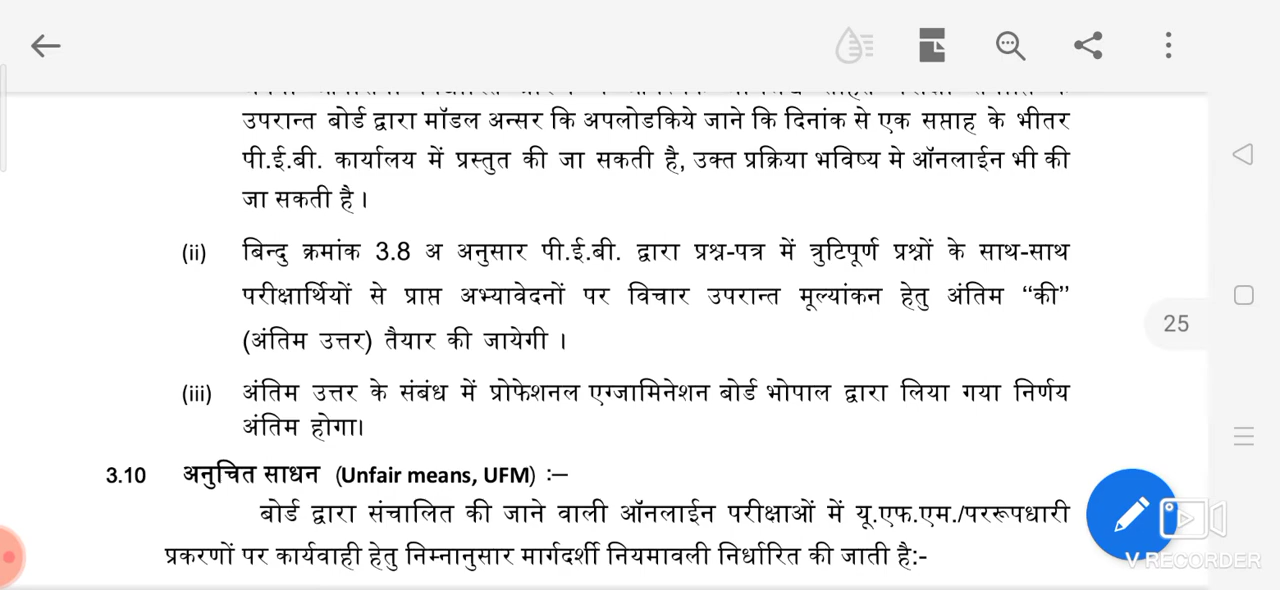 उपरान्त बोर्ड द्वारा मॉडल अन्सर कि अपलोडकिये जाने कि दिनांक से एक सप्ताह के भीतर
पी.ई.बी. कार्यालय में प्रस्तुत की जा सकती है, उक्त प्रक्रिया भविष्य मे ऑनलाईन भी की
जा सकती है।
(ii) बिन्दु क्रमांक 3.8 अ अनुसार पी.ई.बी. द्वारा प्रश्न-पत्र में त्रुटिपूर्ण प्रश्नों के साथ-साथ
परीक्षार्थियों से प्राप्त अभ्यावेदनों पर विचार उपरान्त मूल्यांकन हेतु अंतिम “की”
(अंतिम उत्तर) तैयार की जायेगी ।
25
(iii) अंतिम उत्तर के संबंध में प्रोफेशनल एग्जामिनेशन बोर्ड भोपाल द्वारा लिया गया निर्णय
अंतिम होगा।
3.10 अनुचित साधन (Unfair means, UFM) :–
बोर्ड द्वारा संचालित की जाने वाली ऑनलाईन परीक्षाओं में यू.एफ.एम./पररूपधारी
प्रकरणों पर कार्यवाही हेतु निम्नानुसार मार्गदर्शी नियमावली निर्धारित की जाती है:-
V RECORDER